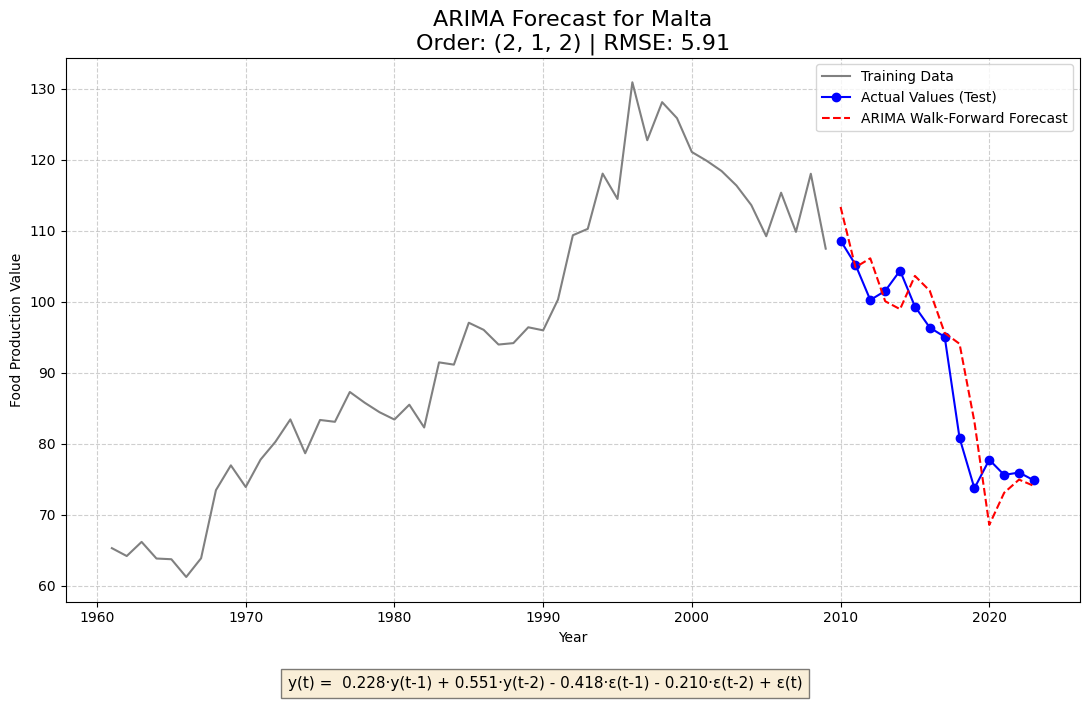 ARIMA Forecast for Malta
Order: (2, 1, 2) | RMSE: 5.91
Training Data
Actual Values (Test)
ARIMA Walk-Forward Forecast
Food Production Value
130
120
110
100
90
80
70
60
1960
1970
1980
1990
2000
2010
2020
Year
y(t) =  0.228·y(t-1) + 0.551·y(t-2) - 0.418·ε(t-1) - 0.210·ε(t-2) + ε(t)